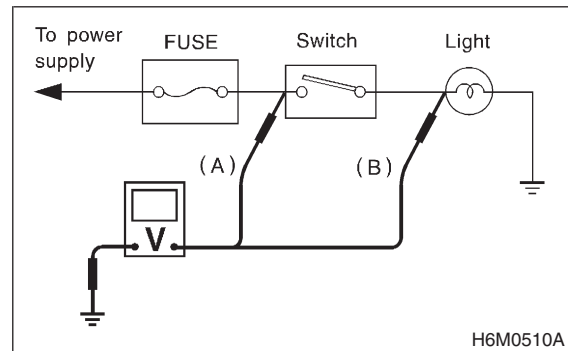 To power
supply
FUSE
Switch
Light
(A)
(B)
V
H6M0510A